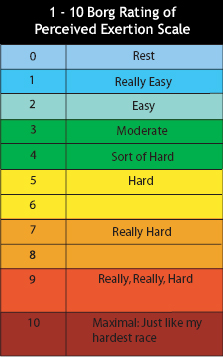 1 - 10 Borg Rating of
Perceived Exertion Scale
0 Rest
1 Really Easy
2 Easy
3 Moderate
4 Sort of Hard
5 Hard
6
7 Really Hard
8
9 Really, Really, Hard
10 Maximal: Just like my
hardest race